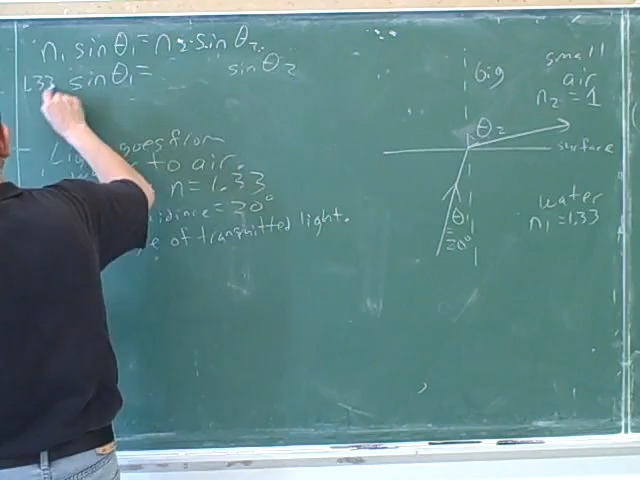 n₁ sin θ₁ = n₂ sin θ₂
1.33 sin θ₁ = sin θ₂
Light goes from
to air.
n = 1.33
= 20°
of transmitted light.
big
small
air
n₂ = 1
θ₂
surface
water
n₁ = 1.33
θ₁
=
20°